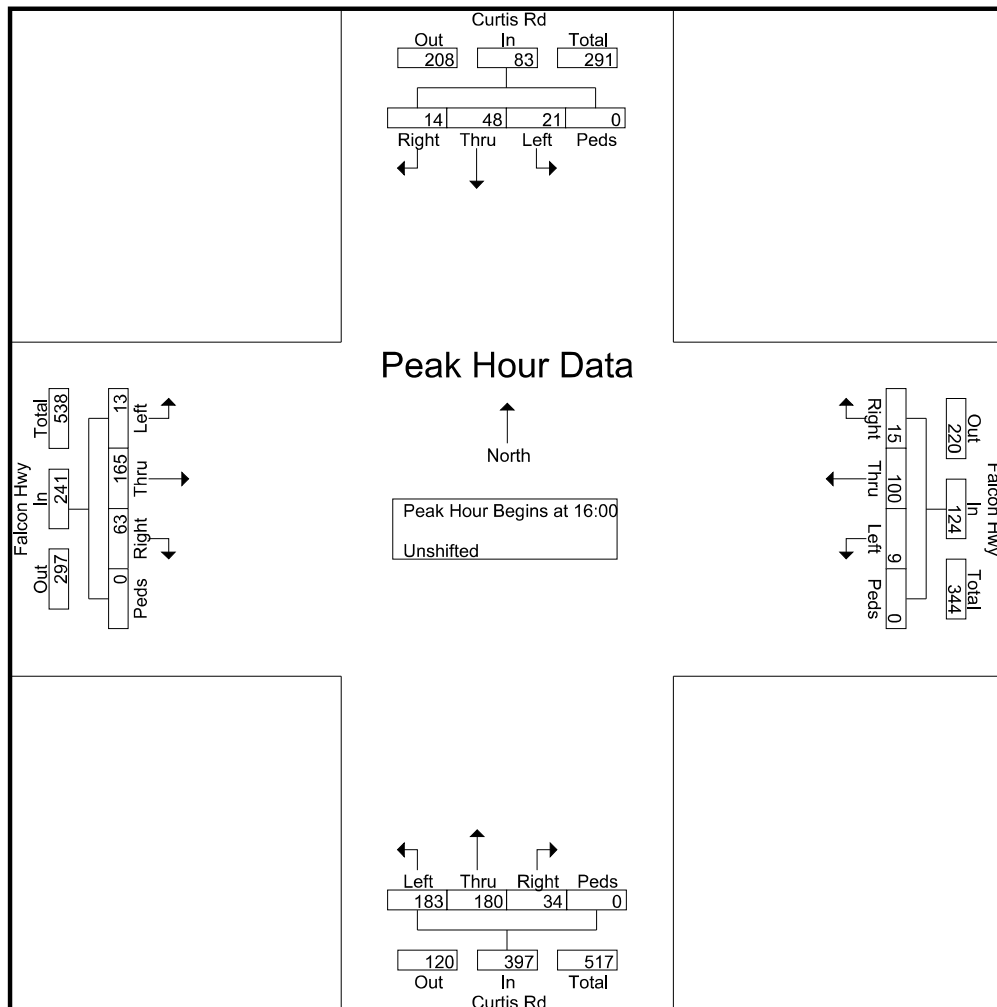 Curtis Rd
Out In Total
208 83 291
14 48 21 0
Right Thru Left Peds
Peak Hour Data
North
Peak Hour Begins at 16:00
Unshifted
Falcon Hwy
Total In Out
538 241 297
13 165 63 0
Left Thru Right Peds
Right Thru Left Peds
15 100 9 0
Out In Total
220 124 344
Falcon Hwy
Left Thru Right Peds
183 180 34 0
120 397 517
Out In Total
Curtis Rd